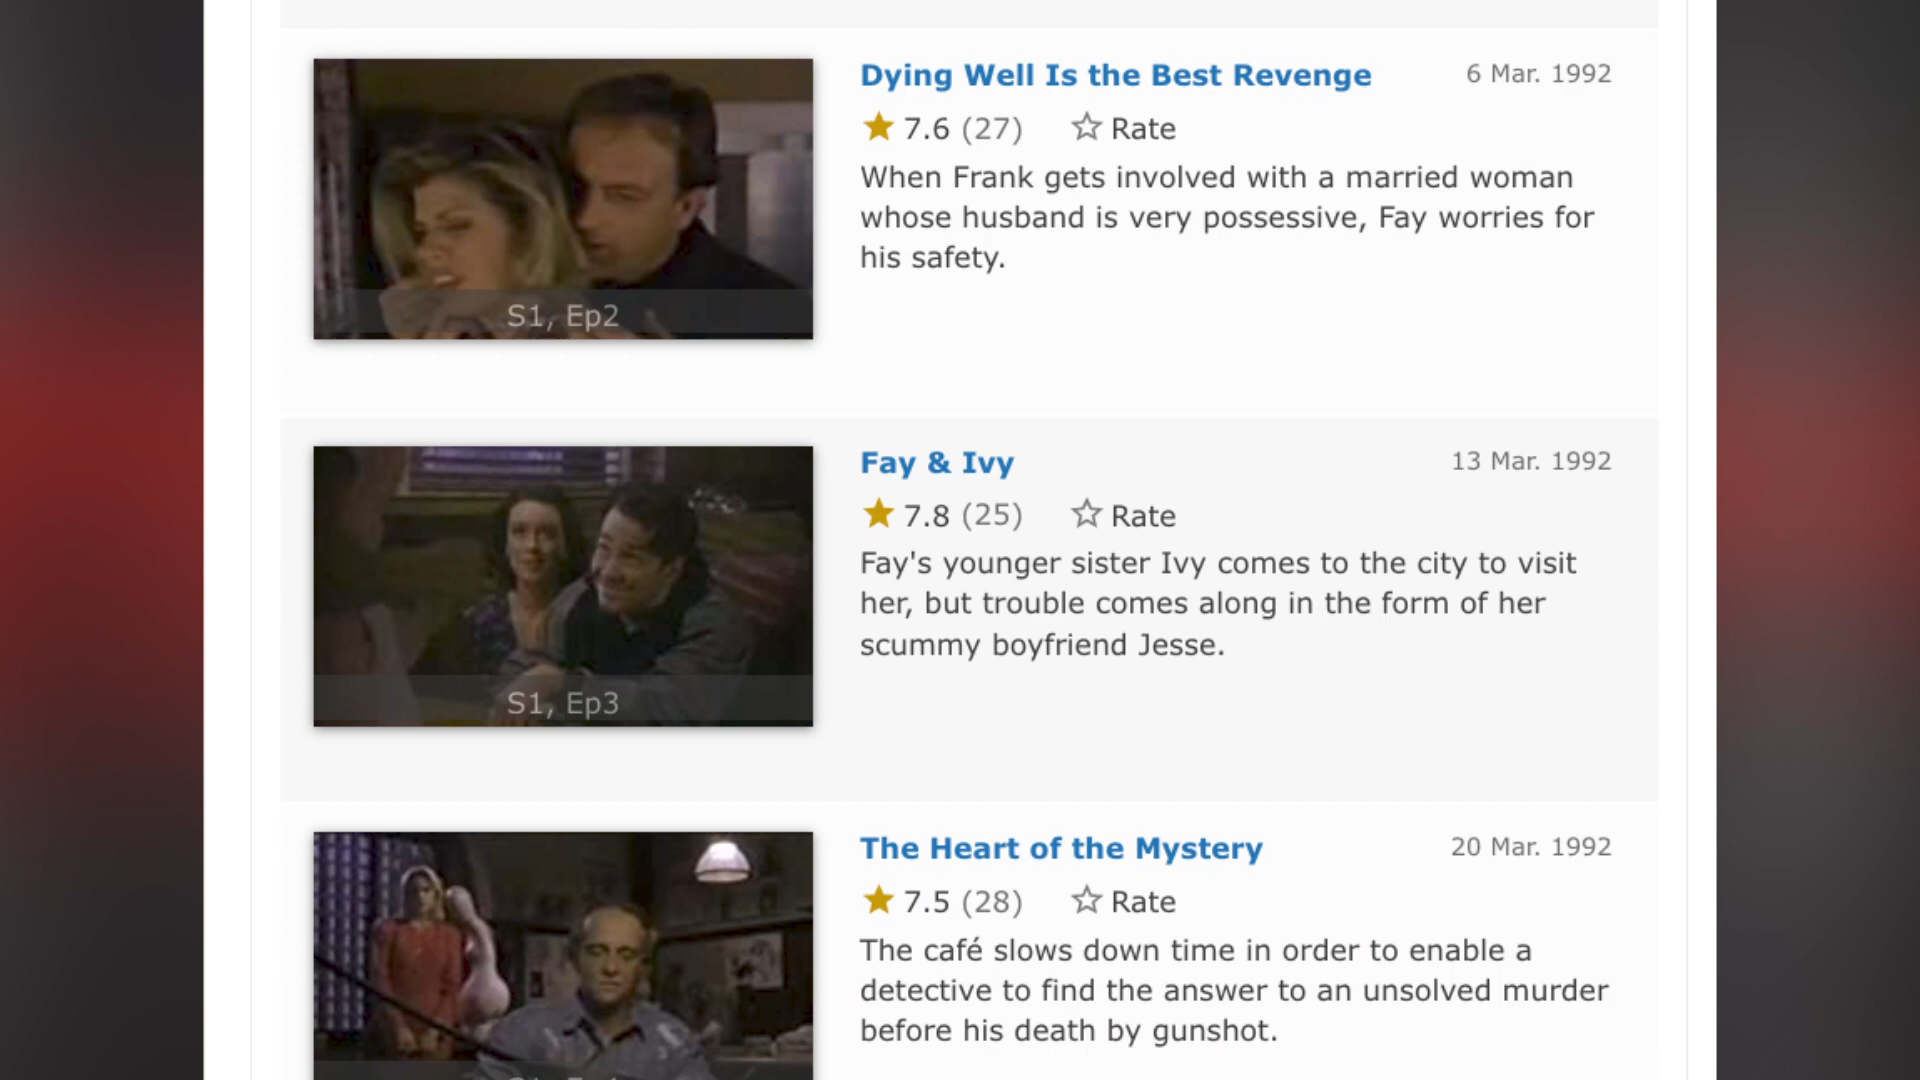 Dying Well Is the Best Revenge
6 Mar. 1992
7.6 (27)
Rate
When Frank gets involved with a married woman
whose husband is very possessive, Fay worries for
his safety.
S1, Ep2
Fay & Ivy
13 Mar. 1992
7.8 (25)
Rate
Fay's younger sister Ivy comes to the city to visit
her, but trouble comes along in the form of her
scummy boyfriend Jesse.
S1, Ep3
The Heart of the Mystery
20 Mar. 1992
7.5 (28)
Rate
The café slows down time in order to enable a
detective to find the answer to an unsolved murder
before his death by gunshot.